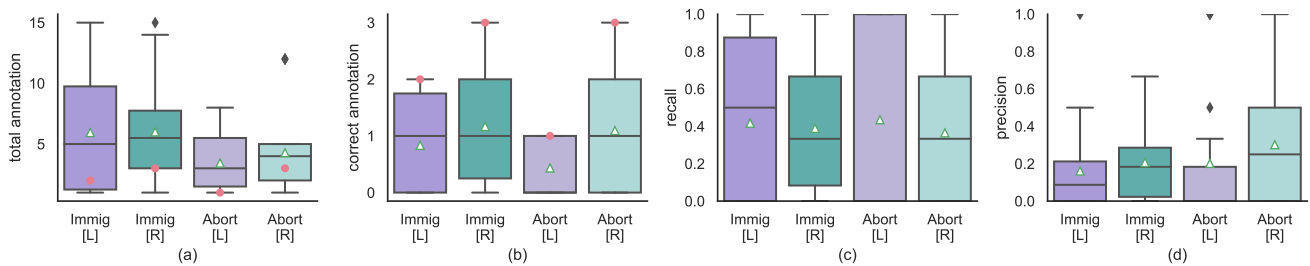 total annotation
15
10
5
Immig [L]
Immig [R]
Abort [L]
Abort [R]
(a)
correct annotation
3
2
1
0
Immig [L]
Immig [R]
Abort [L]
Abort [R]
(b)
recall
1.0
0.8
0.6
0.4
0.2
0.0
Immig [L]
Immig [R]
Abort [L]
Abort [R]
(c)
precision
1.0
0.8
0.6
0.4
0.2
0.0
Immig [L]
Immig [R]
Abort [L]
Abort [R]
(d)